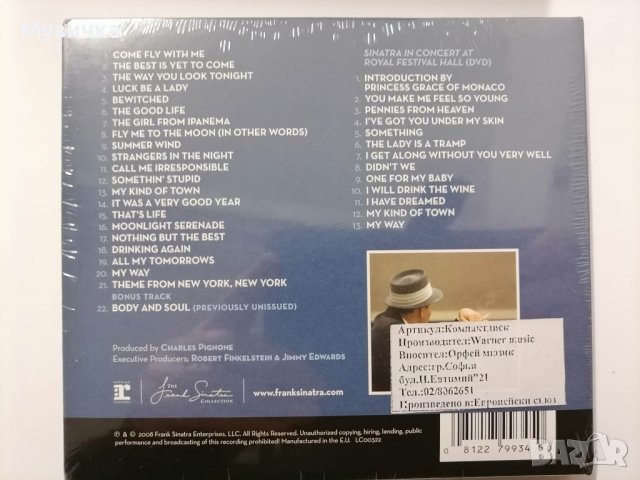 Музичка
1. COME FLY WITH ME
2. THE BEST IS YET TO COME
3. THE WAY YOU LOOK TONIGHT
4. LUCK BE A LADY
5. BEWITCHED
6. THE GOOD LIFE
7. THE GIRL FROM IPANEMA
8. FLY ME TO THE MOON (IN OTHER WORDS)
9. SUMMER WIND
10. STRANGERS IN THE NIGHT
11. CALL ME IRRESPONSIBLE
12. SOMETHIN' STUPID
13. MY KIND OF TOWN
14. IT WAS A VERY GOOD YEAR
15. THAT'S LIFE
16. MOONLIGHT SERENADE
17. NOTHING BUT THE BEST
18. DRINKING AGAIN
19. ALL MY TOMORROWS
20. MY WAY
21. THEME FROM NEW YORK, NEW YORK
BONUS TRACK
22. BODY AND SOUL (PREVIOUSLY UNISSUED)
SINATRA IN CONCERT AT
ROYAL FESTIVAL HALL (DVD)
1. INTRODUCTION BY
PRINCESS GRACE OF MONACO
2. YOU MAKE ME FEEL SO YOUNG
3. PENNIES FROM HEAVEN
4. I'VE GOT YOU UNDER MY SKIN
5. SOMETHING
6. THE LADY IS A TRAMP
7. I GET ALONG WITHOUT YOU VERY WELL
8. DIDN'T WE
9. ONE FOR MY BABY
10. I WILL DRINK THE WINE
11. I HAVE DREAMED
12. MY KIND OF TOWN
13. MY WAY
Produced by CHARLES PIGNONE
Executive Producers: ROBERT FINKELSTEIN & JIMMY EDWARDS
THE
Frank Sinatra
COLLECTION
www.franksinatra.com
Артикул:Компактдиск
Производител:Warner music
Вносител:Орфей мюзик
Адрес:гр.София
бул.П.Евтимий"21
Тел.:02/8062651
Произведено в:Европейски съюз
℗ & © 2008 Frank Sinatra Enterprises, LLC. All Rights Reserved. Unauthorized copying, hiring, lending, public
performance and broadcasting of this recording prohibited! Manufactured in the E.U. LC00322
0 8122 79934
BAZAR